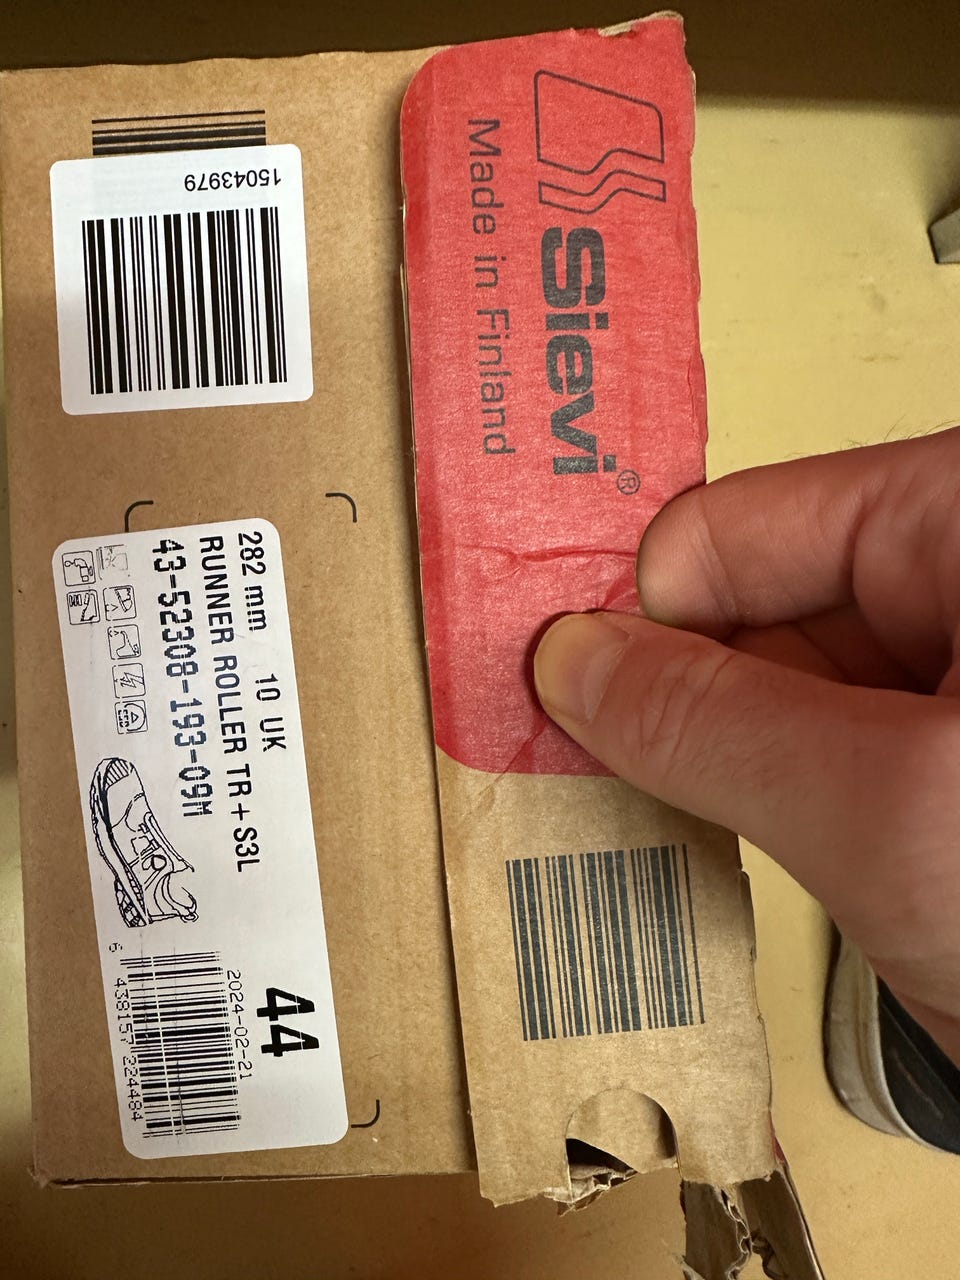 Sievi®
Made in Finland
15043979
282 mm 10 UK
RUNNER ROLLER TR+ S3L
43-52308-193-09M
44
2024-02-21
6 438157 224484